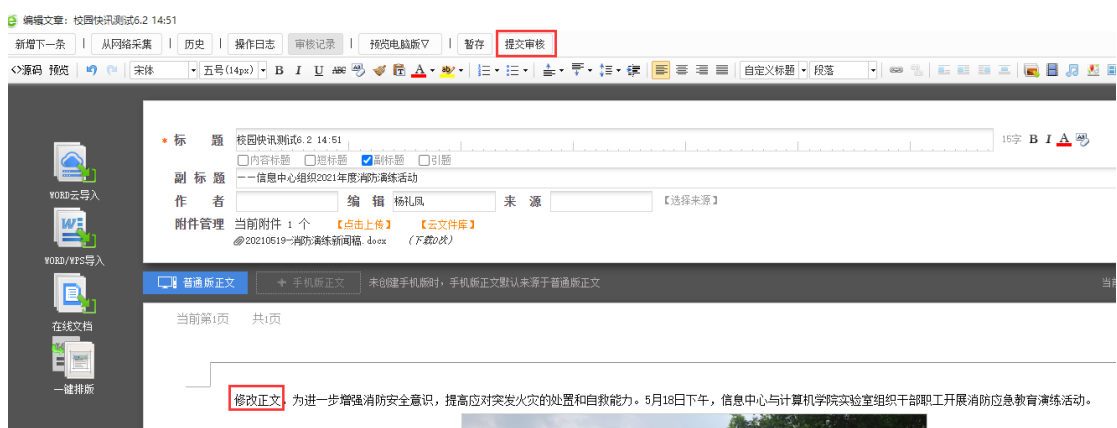 编辑文章：校园快讯测试6.2 14:51
新增下一条 | 从网络采集 | 历史 | 操作日志 审核记录 | 预览电脑版▽ | 暂存 提交审核
<>源码 预览 宋体 五号(14px) B I U ABC A ab 自定义标题 段落
* 标 题 校园快讯测试6.2 14:51 15字 B I A
内容标题 短标题 副标题 引题
副 标 题 ——信息中心组织2021年度消防演练活动
作 者 编 辑 杨礼凤 来 源 【选择来源】
附件管理 当前附件 1 个 【点击上传】 【云文件库】
@20210519-消防演练新闻稿.docx (下载0次)
WORD云导入
WORD/WPS导入
在线文档
一键排版
普通版正文 + 手机版正文 未创建手机版时，手机版正文默认来源于普通版正文 当前
当前第1页 共1页
修改正文，为进一步增强消防安全意识，提高应对突发火灾的处置和自救能力。5月18日下午，信息中心与计算机学院实验室组织干部职工开展消防应急教育演练活动。